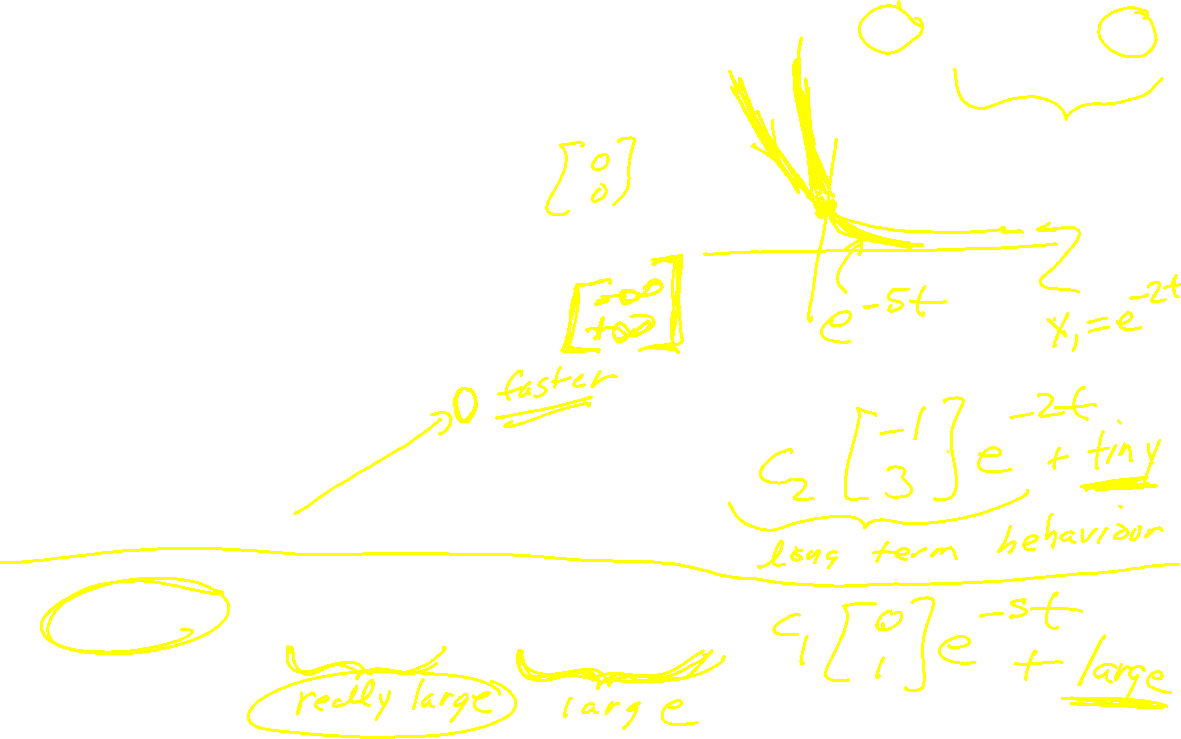 [0
0]
[-∞
+∞]
e^{-5t}
x₁ = e^{-2t}
0 faster
c₂ [-1
3] e^{-2t} + tiny
long term behaviour
c₁ [0
1] e^{-5t} + large
really large large